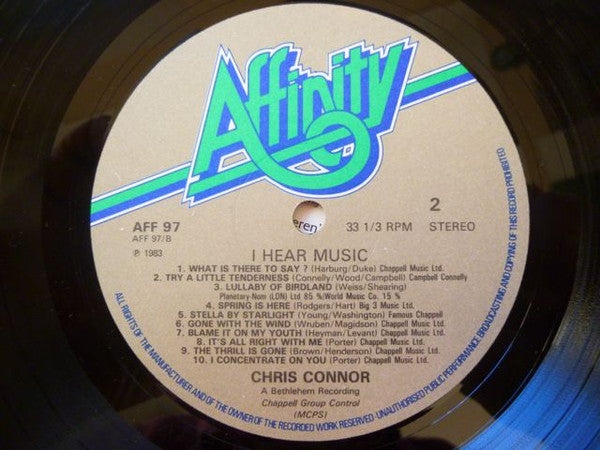 Affinity
AFF 97
AFF 97/B
℗ 1983
eren'
33 1/3 RPM
2
STEREO
I HEAR MUSIC
1. WHAT IS THERE TO SAY ? (Harburg/Duke) Chappell Music Ltd.
2. TRY A LITTLE TENDERNESS (Connelly/Wood/Campbell) Campbell Connelly
3. LULLABY OF BIRDLAND (Weiss/Shearing)
Planetary-Nom (LON) Ltd 85 %/World Music Co. 15 %
4. SPRING IS HERE (Rodgers/Hart) Big 3 Music Ltd.
5. STELLA BY STARLIGHT (Young/Washington) Famous Chappell
6. GONE WITH THE WIND (Wruben/Magidson) Chappell Music Ltd.
7. BLAME IT ON MY YOUTH (Heyman/Levant) Chappell Music Ltd.
8. IT'S ALL RIGHT WITH ME (Porter) Chappell Music Ltd.
9. THE THRILL IS GONE (Brown/Henderson) Chappell Music Ltd.
10. I CONCENTRATE ON YOU (Porter) Chappell Music Ltd.
CHRIS CONNOR
A Bethlehem Recording
Chappell Group Control
(MCPS)
ALL RIGHTS OF THE MANUFACTURER AND OF THE OWNER OF THE RECORDED WORK RESERVED · UNAUTHORISED PUBLIC PERFORMANCE, BROADCASTING AND COPYING OF THIS RECORD PROHIBITED